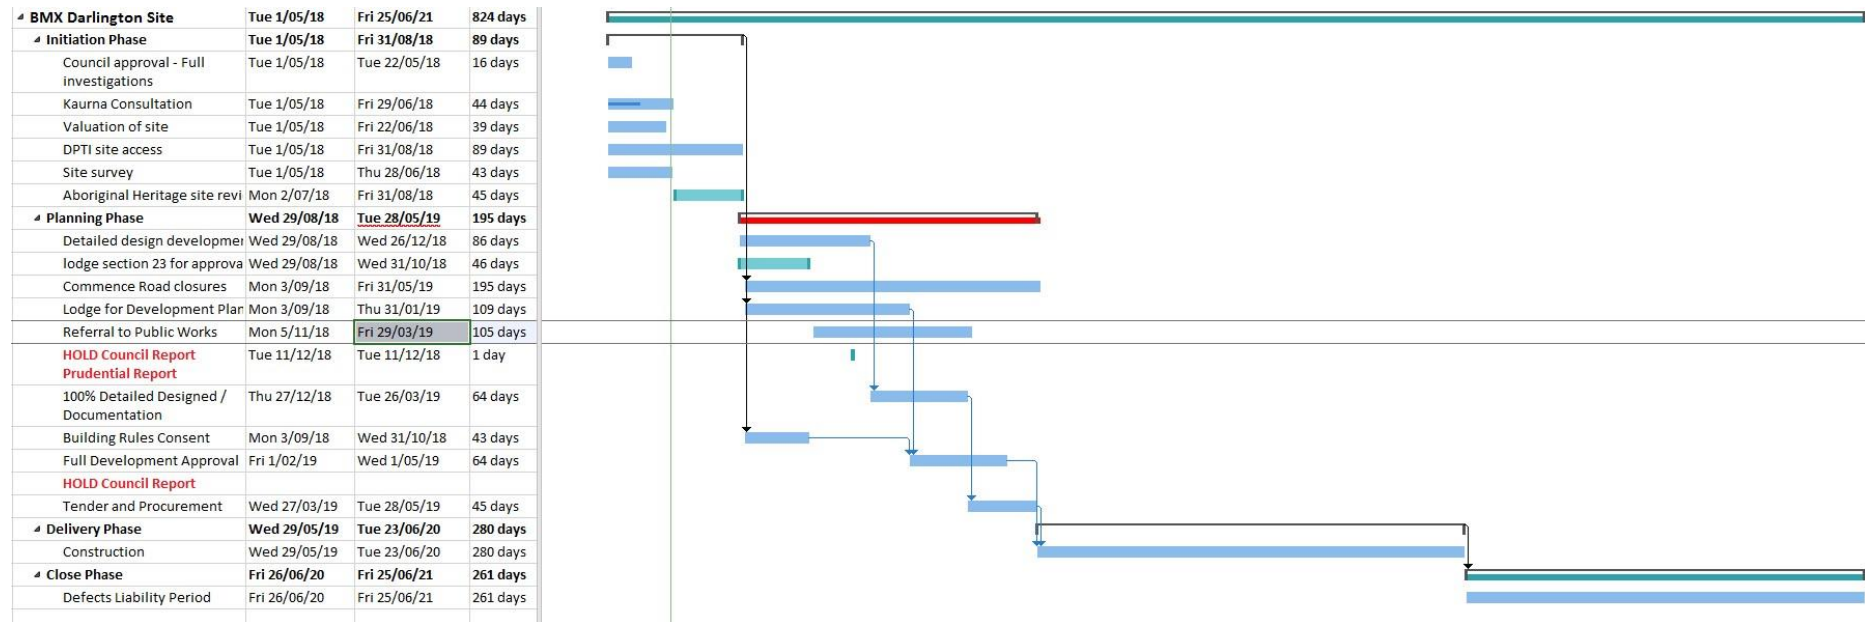 BMX Darlington Site Tue 1/05/18 Fri 25/06/21 824 days
Initiation Phase Tue 1/05/18 Fri 31/08/18 89 days
Council approval - Full Tue 1/05/18 Tue 22/05/18 16 days
investigations
Kaurna Consultation Tue 1/05/18 Fri 29/06/18 44 days
Valuation of site Tue 1/05/18 Fri 22/06/18 39 days
DPTI site access Tue 1/05/18 Fri 31/08/18 89 days
Site survey Tue 1/05/18 Thu 28/06/18 43 days
Aboriginal Heritage site revi Mon 2/07/18 Fri 31/08/18 45 days
Planning Phase Wed 29/08/18 Tue 28/05/19 195 days
Detailed design developmer Wed 29/08/18 Wed 26/12/18 86 days
lodge section 23 for approva Wed 29/08/18 Wed 31/10/18 46 days
Commence Road closures Mon 3/09/18 Fri 31/05/19 195 days
Lodge for Development Plan Mon 3/09/18 Thu 31/01/19 109 days
Referral to Public Works Mon 5/11/18 Fri 29/03/19 105 days
HOLD Council Report Tue 11/12/18 Tue 11/12/18 1 day
Prudential Report
100% Detailed Designed / Thu 27/12/18 Tue 26/03/19 64 days
Documentation
Building Rules Consent Mon 3/09/18 Wed 31/10/18 43 days
Full Development Approval Fri 1/02/19 Wed 1/05/19 64 days
HOLD Council Report
Tender and Procurement Wed 27/03/19 Tue 28/05/19 45 days
Delivery Phase Wed 29/05/19 Tue 23/06/20 280 days
Construction Wed 29/05/19 Tue 23/06/20 280 days
Close Phase Fri 26/06/20 Fri 25/06/21 261 days
Defects Liability Period Fri 26/06/20 Fri 25/06/21 261 days